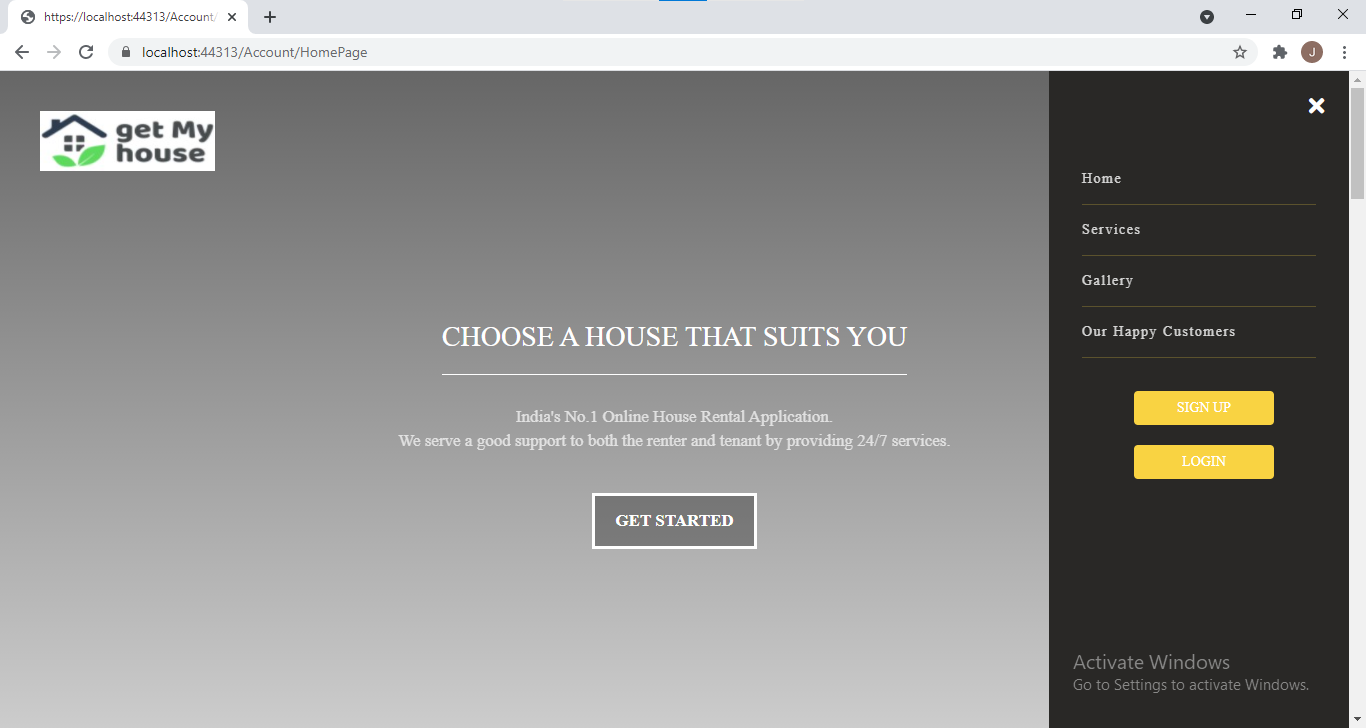 https://localhost:44313/Account/
localhost:44313/Account/HomePage
J
get My
house
CHOOSE A HOUSE THAT SUITS YOU
India's No.1 Online House Rental Application.
We serve a good support to both the renter and tenant by providing 24/7 services.
GET STARTED
Home
Services
Gallery
Our Happy Customers
SIGN UP
LOGIN
Activate Windows
Go to Settings to activate Windows.